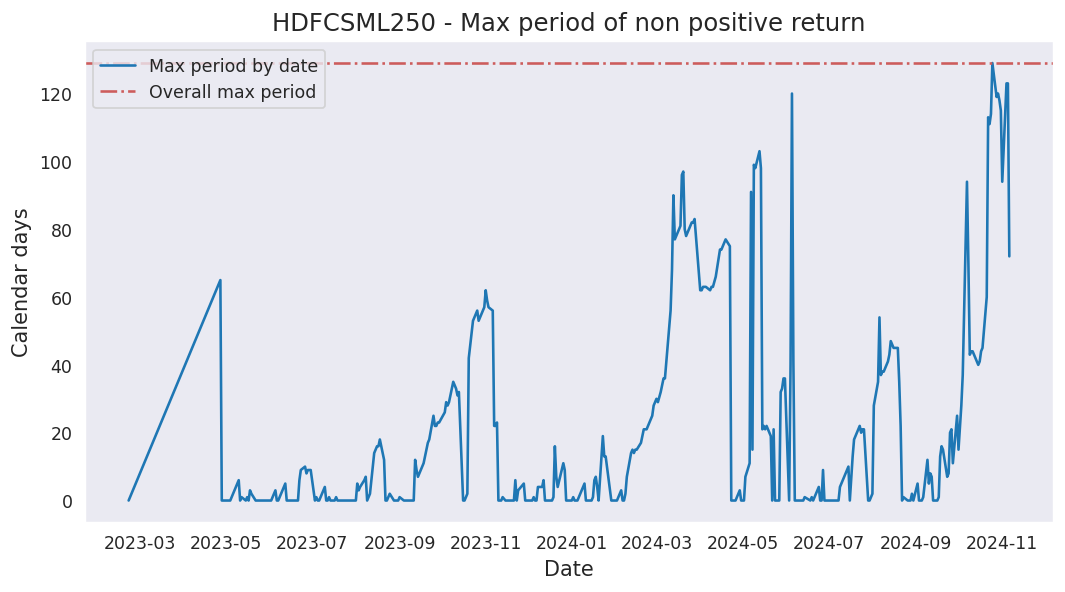 HDFCSML250 - Max period of non positive return
Max period by date
Overall max period
Calendar days
120
100
80
60
40
20
0
2023-03 2023-05 2023-07 2023-09 2023-11 2024-01 2024-03 2024-05 2024-07 2024-09 2024-11
Date